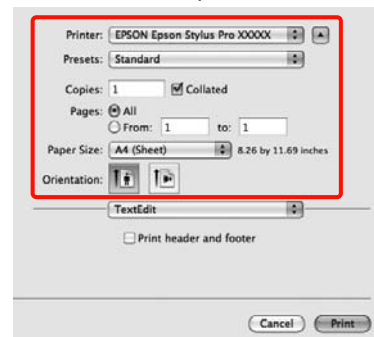 Printer: EPSON Epson Stylus Pro XXXXX
Presets: Standard
Copies: 1 Collated
Pages: All
From: 1 to: 1
Paper Size: A4 (Sheet) 8.26 by 11.69 inches
Orientation:
TextEdit
Print header and footer
Cancel Print